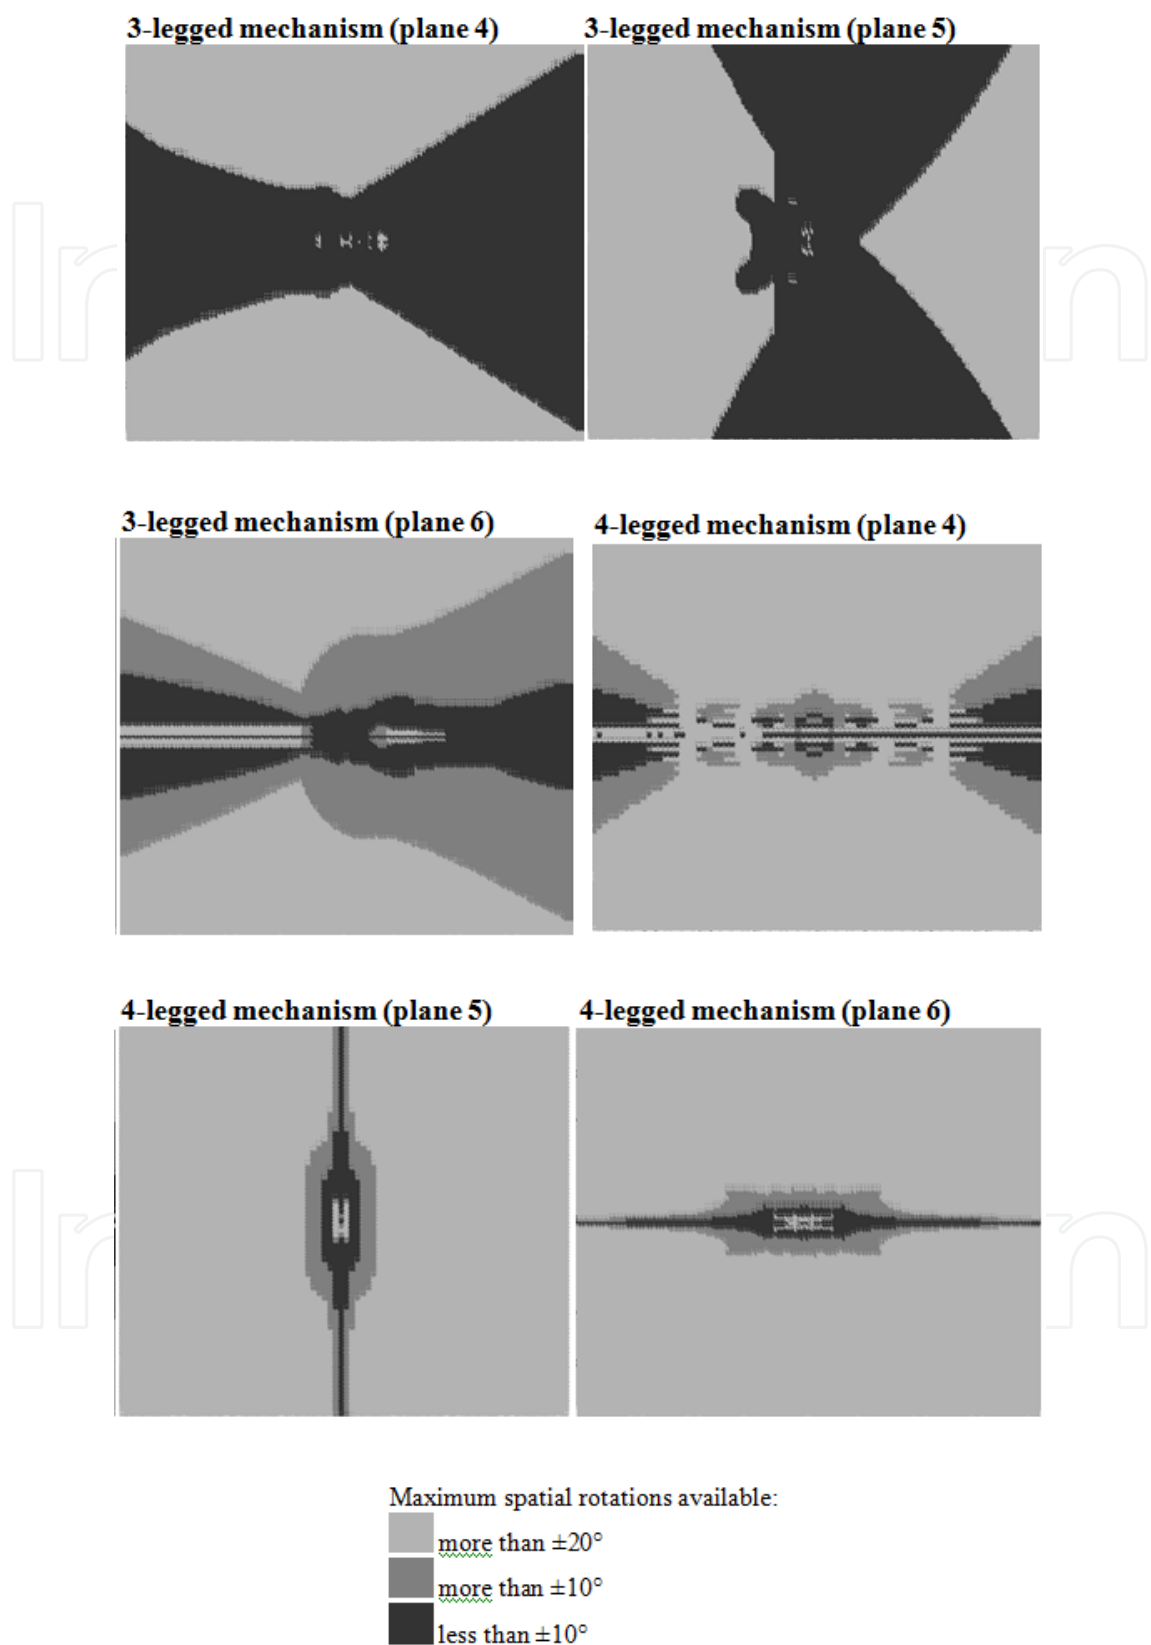 3-legged mechanism (plane 4)
3-legged mechanism (plane 5)
3-legged mechanism (plane 6)
4-legged mechanism (plane 4)
4-legged mechanism (plane 5)
4-legged mechanism (plane 6)
Maximum spatial rotations available:
more than ±20°
more than ±10°
less than ±10°